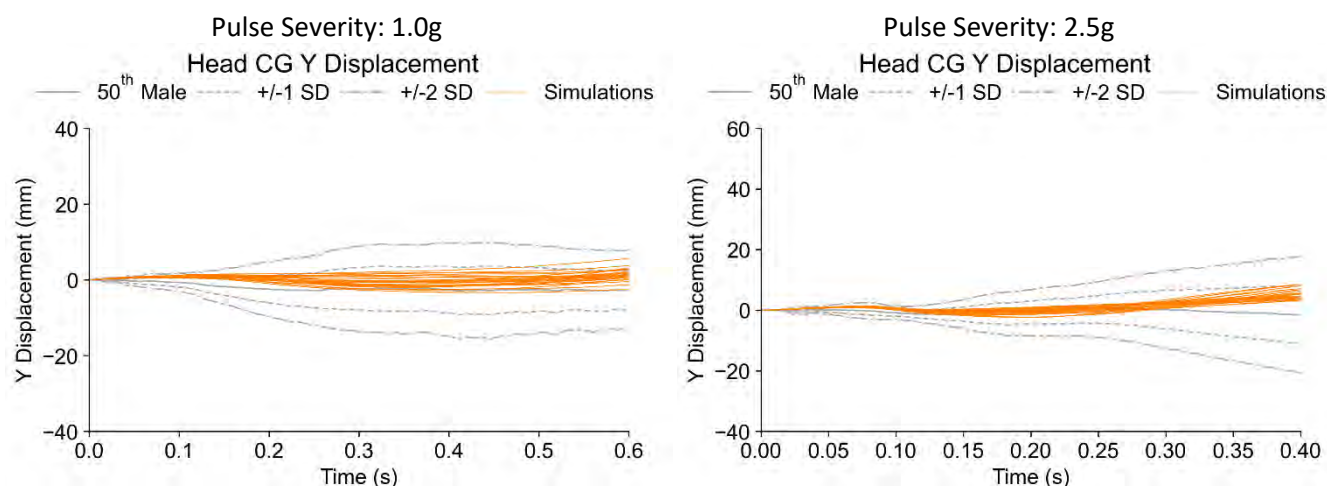 Pulse Severity: 1.0g
Head CG Y Displacement
50th Male +/-1 SD +/-2 SD Simulations
40
20
0
−20
−40
Y Displacement (mm)
0.0 0.1 0.2 0.3 0.4 0.5 0.6
Time (s)
Pulse Severity: 2.5g
Head CG Y Displacement
50th Male +/-1 SD +/-2 SD Simulations
60
40
20
0
−20
−40
Y Displacement (mm)
0.00 0.05 0.10 0.15 0.20 0.25 0.30 0.35 0.40
Time (s)